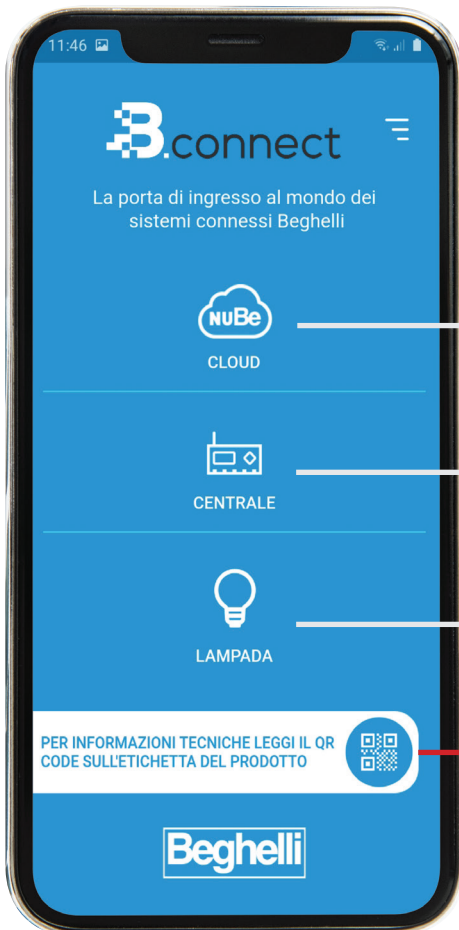 11:46
B.connect
La porta di ingresso al mondo dei
sistemi connessi Beghelli
NUBe
CLOUD
CENTRALE
LAMPADA
PER INFORMAZIONI TECNICHE LEGGI IL QR
CODE SULL'ETICHETTA DEL PRODOTTO
Beghelli